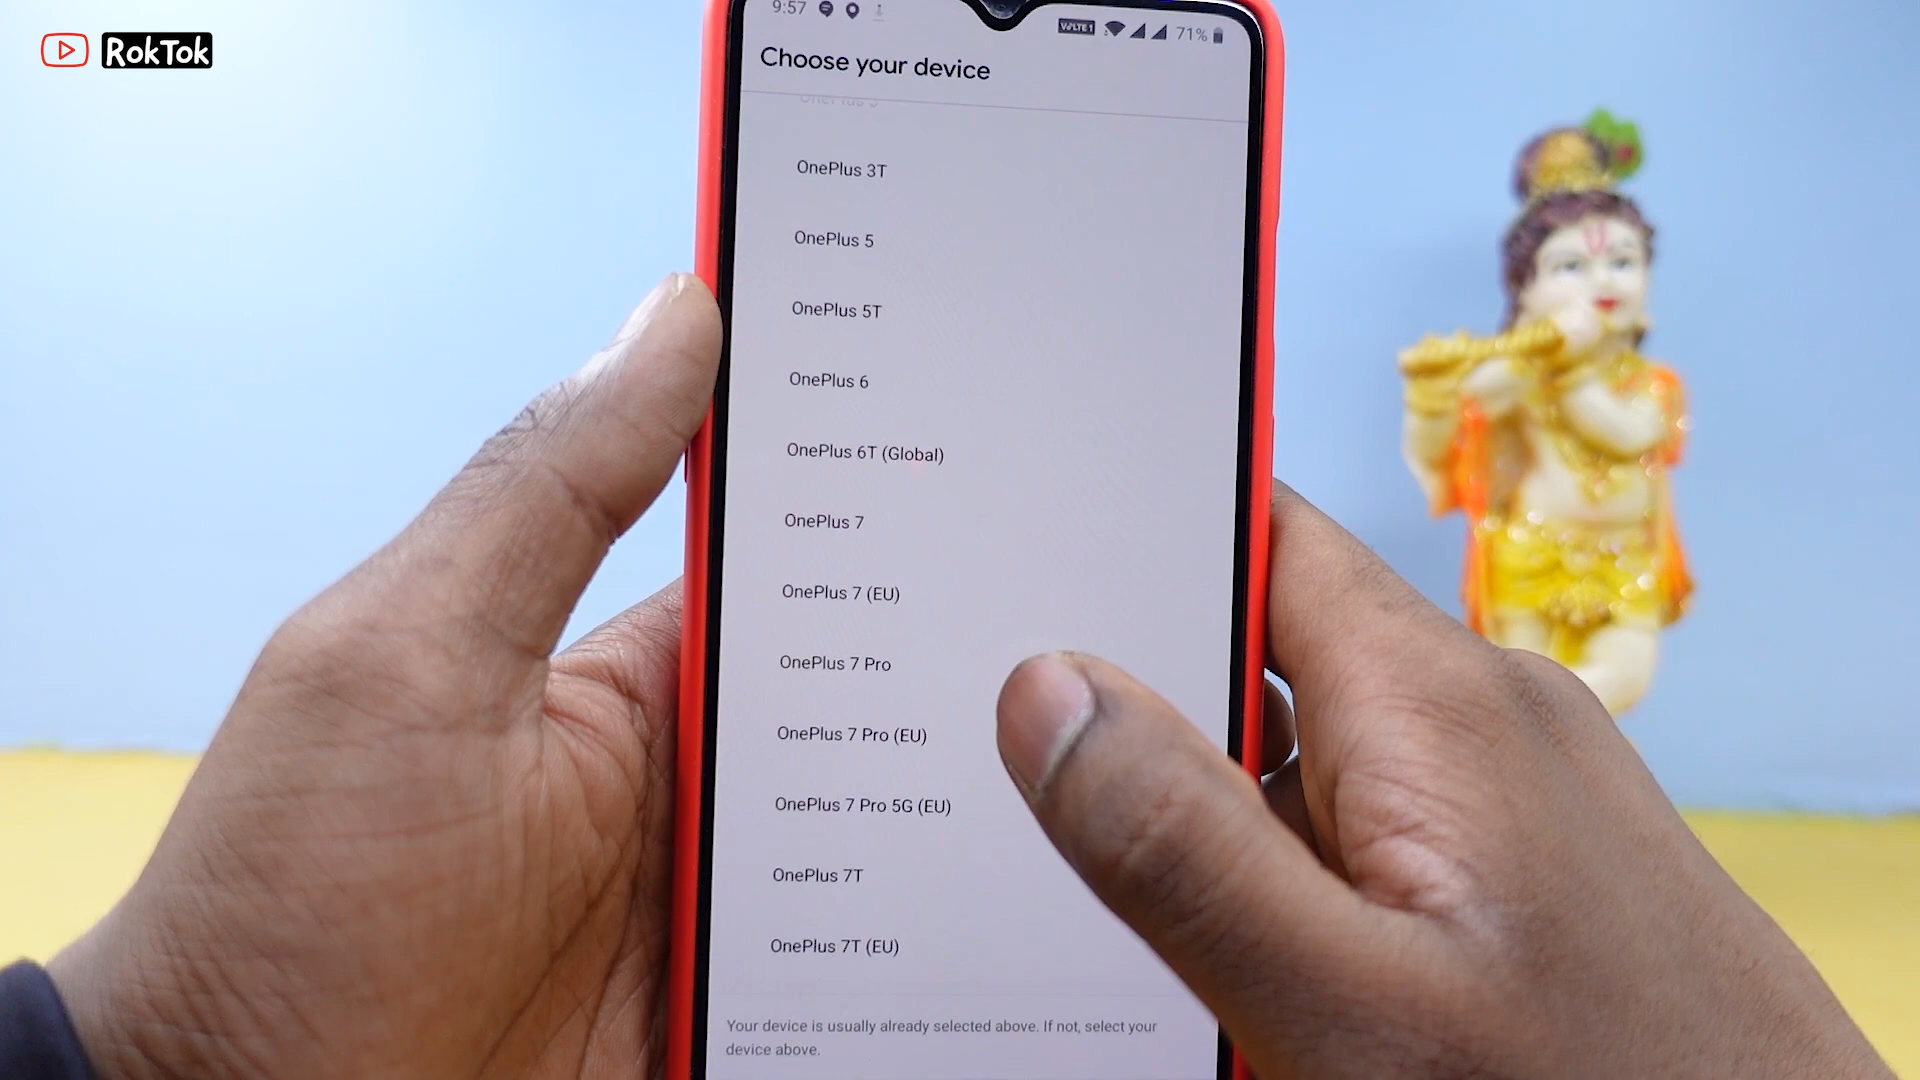 RokTok
9:57
VoLTE 1
71%
Choose your device
OnePlus 3T
OnePlus 5
OnePlus 5T
OnePlus 6
OnePlus 6T (Global)
OnePlus 7
OnePlus 7 (EU)
OnePlus 7 Pro
OnePlus 7 Pro (EU)
OnePlus 7 Pro 5G (EU)
OnePlus 7T
OnePlus 7T (EU)
Your device is usually already selected above. If not, select your
device above.